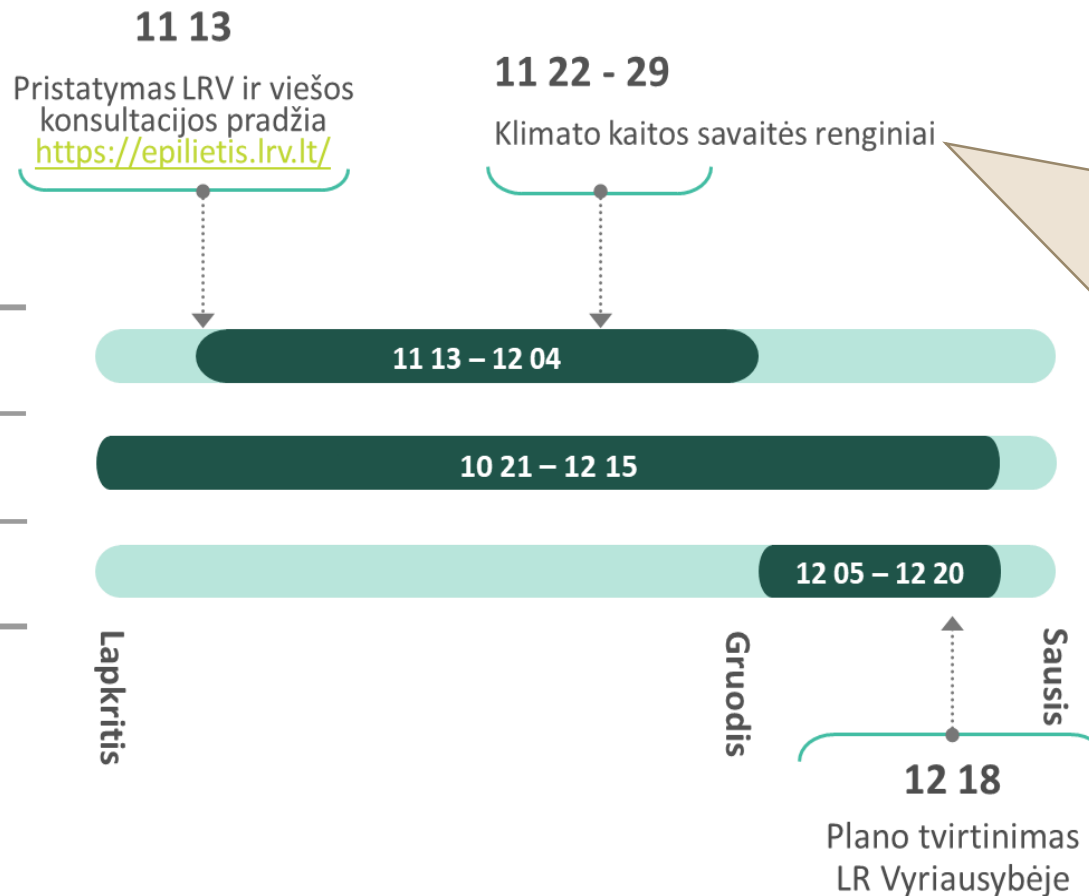 11 13
Pristatymas LRV ir viešos
konsultacijos pradžia
https://epilietis.lrv.lt/
11 22 - 29
Klimato kaitos savaitės renginiai
11 13 – 12 04
10 21 – 12 15
12 05 – 12 20
Lapkritis
Gruodis
Sausis
12 18
Plano tvirtinimas
LR Vyriausybėje